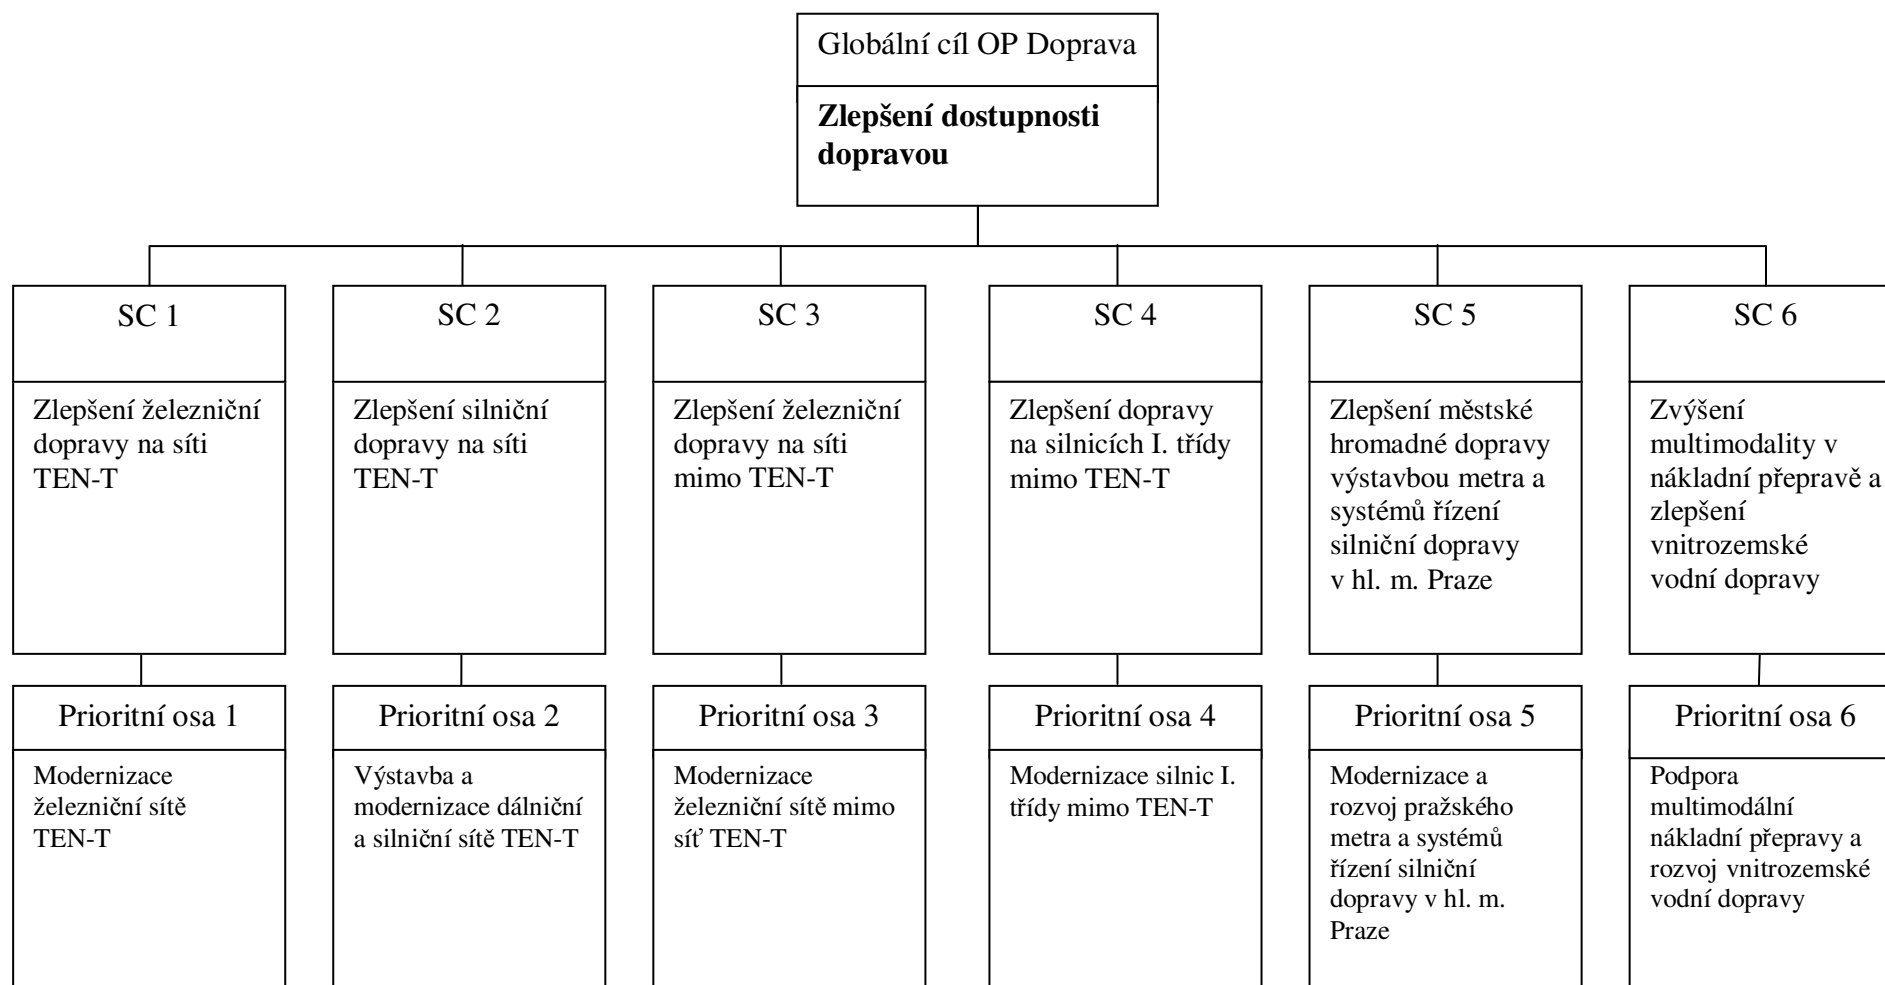 Globální cíl OP Doprava
Zlepšení dostupnosti
dopravou
SC 1
Zlepšení železniční
dopravy na síti
TEN-T
SC 2
Zlepšení silniční
dopravy na síti
TEN-T
SC 3
Zlepšení železniční
dopravy na síti
mimo TEN-T
SC 4
Zlepšení dopravy
na silnicích I. třídy
mimo TEN-T
SC 5
Zlepšení městské
hromadné dopravy
výstavbou metra a
systémů řízení
silniční dopravy
v hl. m. Praze
SC 6
Zvýšení
multimodality v
nákladní přepravě a
zlepšení
vnitrozemské
vodní dopravy
Prioritní osa 1
Modernizace
železniční sítě
TEN-T
Prioritní osa 2
Výstavba a
modernizace dálniční
a silniční sítě TEN-T
Prioritní osa 3
Modernizace
železniční sítě mimo
síť TEN-T
Prioritní osa 4
Modernizace silnic I.
třídy mimo TEN-T
Prioritní osa 5
Modernizace a
rozvoj pražského
metra a systémů
řízení silniční
dopravy v hl. m.
Praze
Prioritní osa 6
Podpora
multimodální
nákladní přepravy a
rozvoj vnitrozemské
vodní dopravy